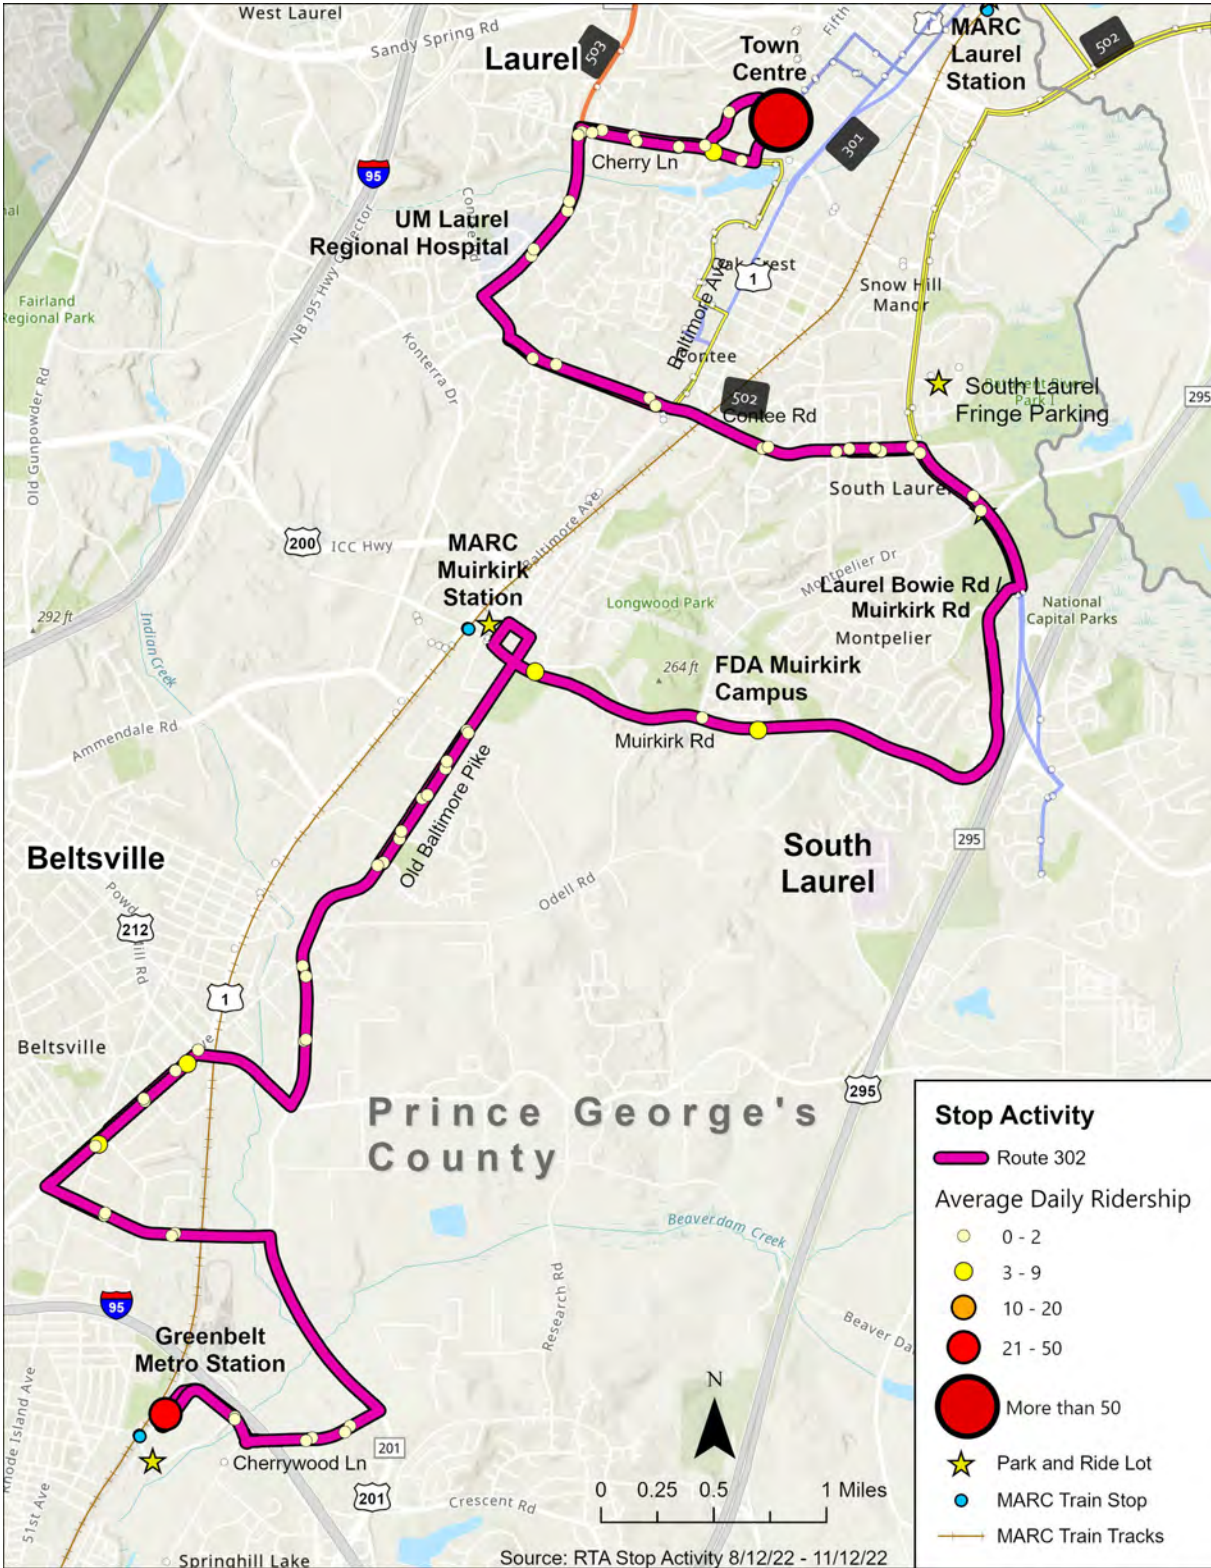 West Laurel
Sandy Spring Rd
Laurel
503
Town
Centre
Fifth
1
MARC
Laurel
Station
502
301
Cherry Ln
95
UM Laurel
Regional Hospital
NB 195 Hwy Collector
Fairland
Regional Park
Old Gunpowder Rd
Konterra Dr
Oak Crest
1
Baltimore Ave
Contee
Snow Hill
Manor
502
Contee Rd
South Laurel
Fringe Parking
Park I
295
South Laurel
200
ICC Hwy
Baltimore Ave
MARC
Muirkirk
Station
Montpelier Dr
Laurel Bowie Rd /
Muirkirk Rd
Longwood Park
National
Capital Parks
Montpelier
292 ft
Indian Creek
264 ft
FDA Muirkirk
Campus
Muirkirk Rd
Ammendale Rd
Old Baltimore Pike
Beltsville
South
Laurel
295
Odell Rd
212
1
Beltsville
Prince George's
County
295
Beaverdam Creek
Research Rd
95
Greenbelt
Metro Station
Rhode Island Ave
51st Ave
Cherrywood Ln
201
201
Crescent Rd
Springhill Lake
N
0 0.25 0.5 1 Miles
Source: RTA Stop Activity 8/12/22 - 11/12/22
Stop Activity
Route 302
Average Daily Ridership
0 - 2
3 - 9
10 - 20
21 - 50
More than 50
Park and Ride Lot
MARC Train Stop
MARC Train Tracks